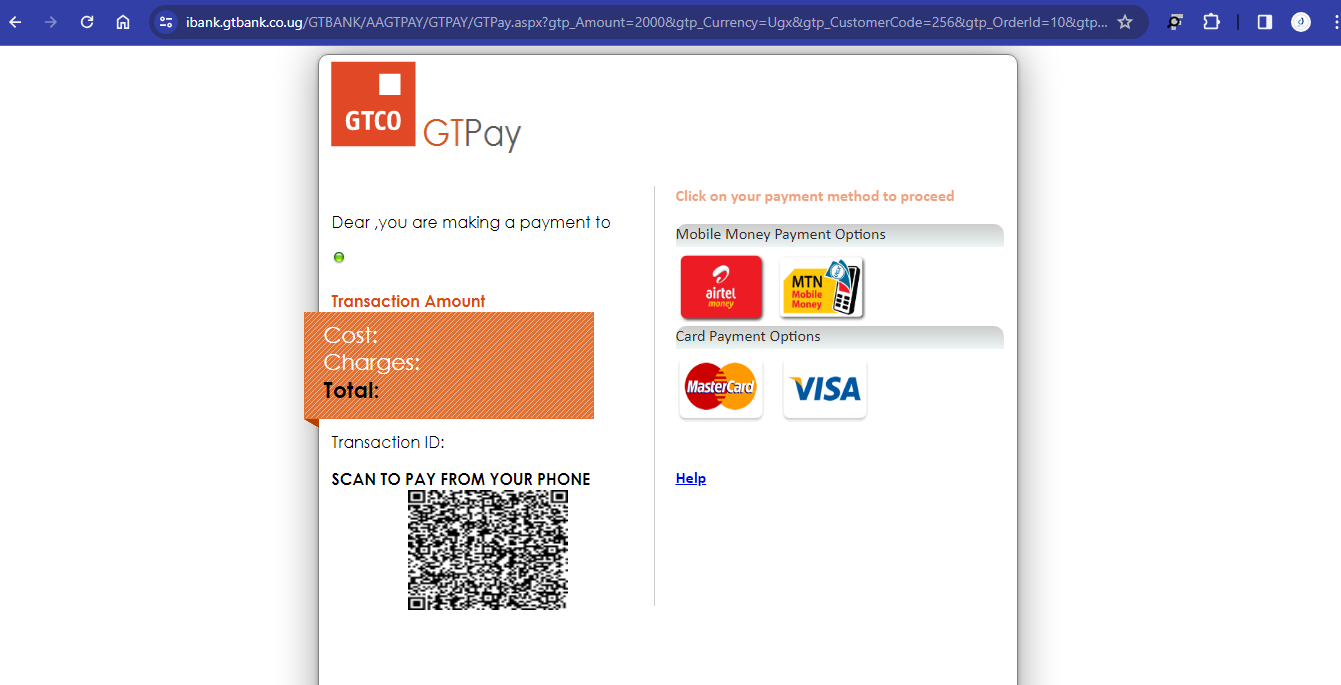 ibank.gtbank.co.ug/GTBANK/AAGTPAY/GTPAY/GTPay.aspx?gtp_Amount=2000&gtp_Currency=Ugx&gtp_CustomerCode=256&gtp_OrderId=10&gtp...
GTCO
GTPay
Dear ,you are making a payment to
Transaction Amount
Cost:
Charges:
Total:
Transaction ID:
SCAN TO PAY FROM YOUR PHONE
Click on your payment method to proceed
Mobile Money Payment Options
airtel
money
MTN
Mobile
Money
Card Payment Options
MasterCard
VISA
Help